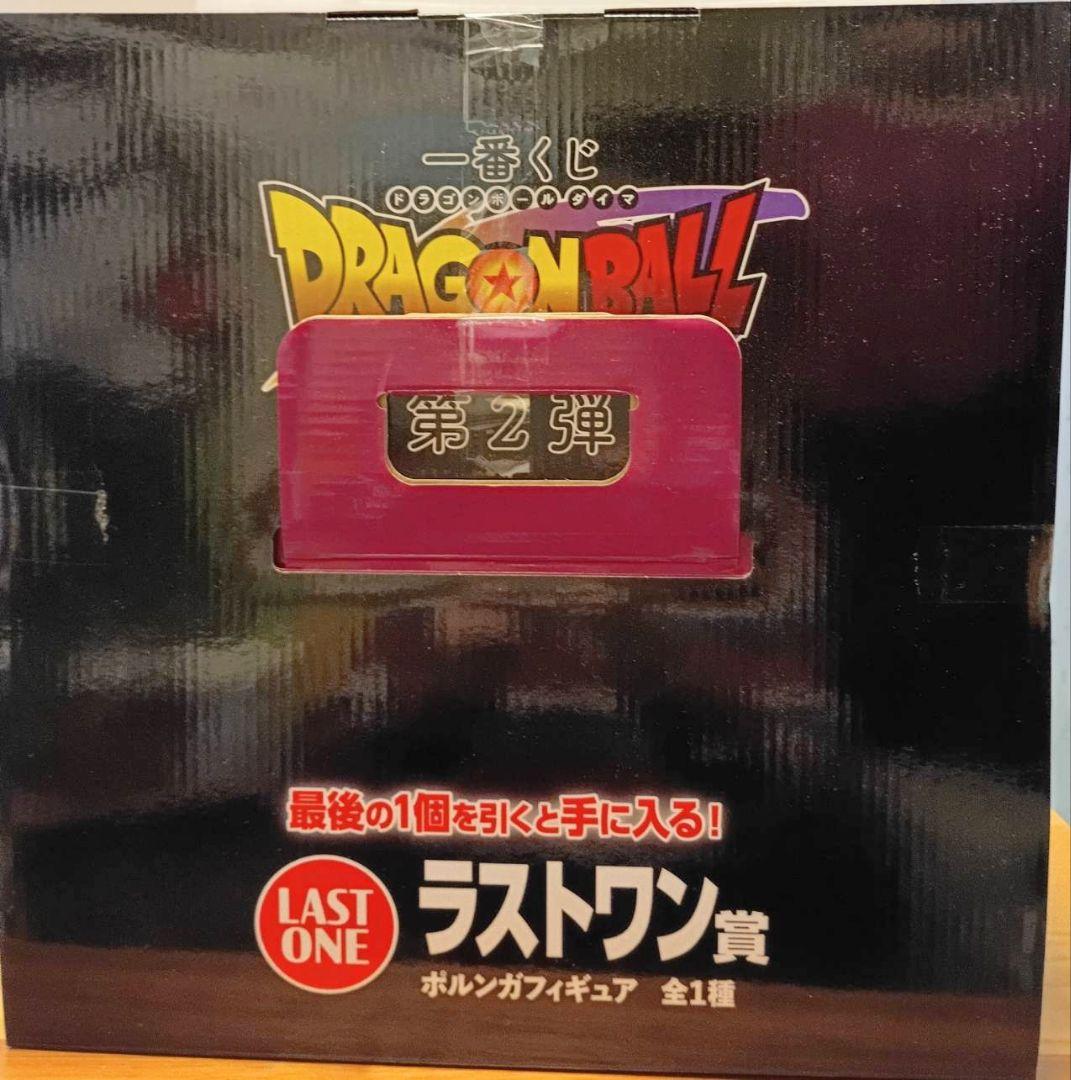 一番くじ
ドラゴンボールダイマ
DRAGON BALL
第2弾
最後の1個を引くと手に入る!
LAST
ONE
ラストワン賞
ポルンガフィギュア 全1種